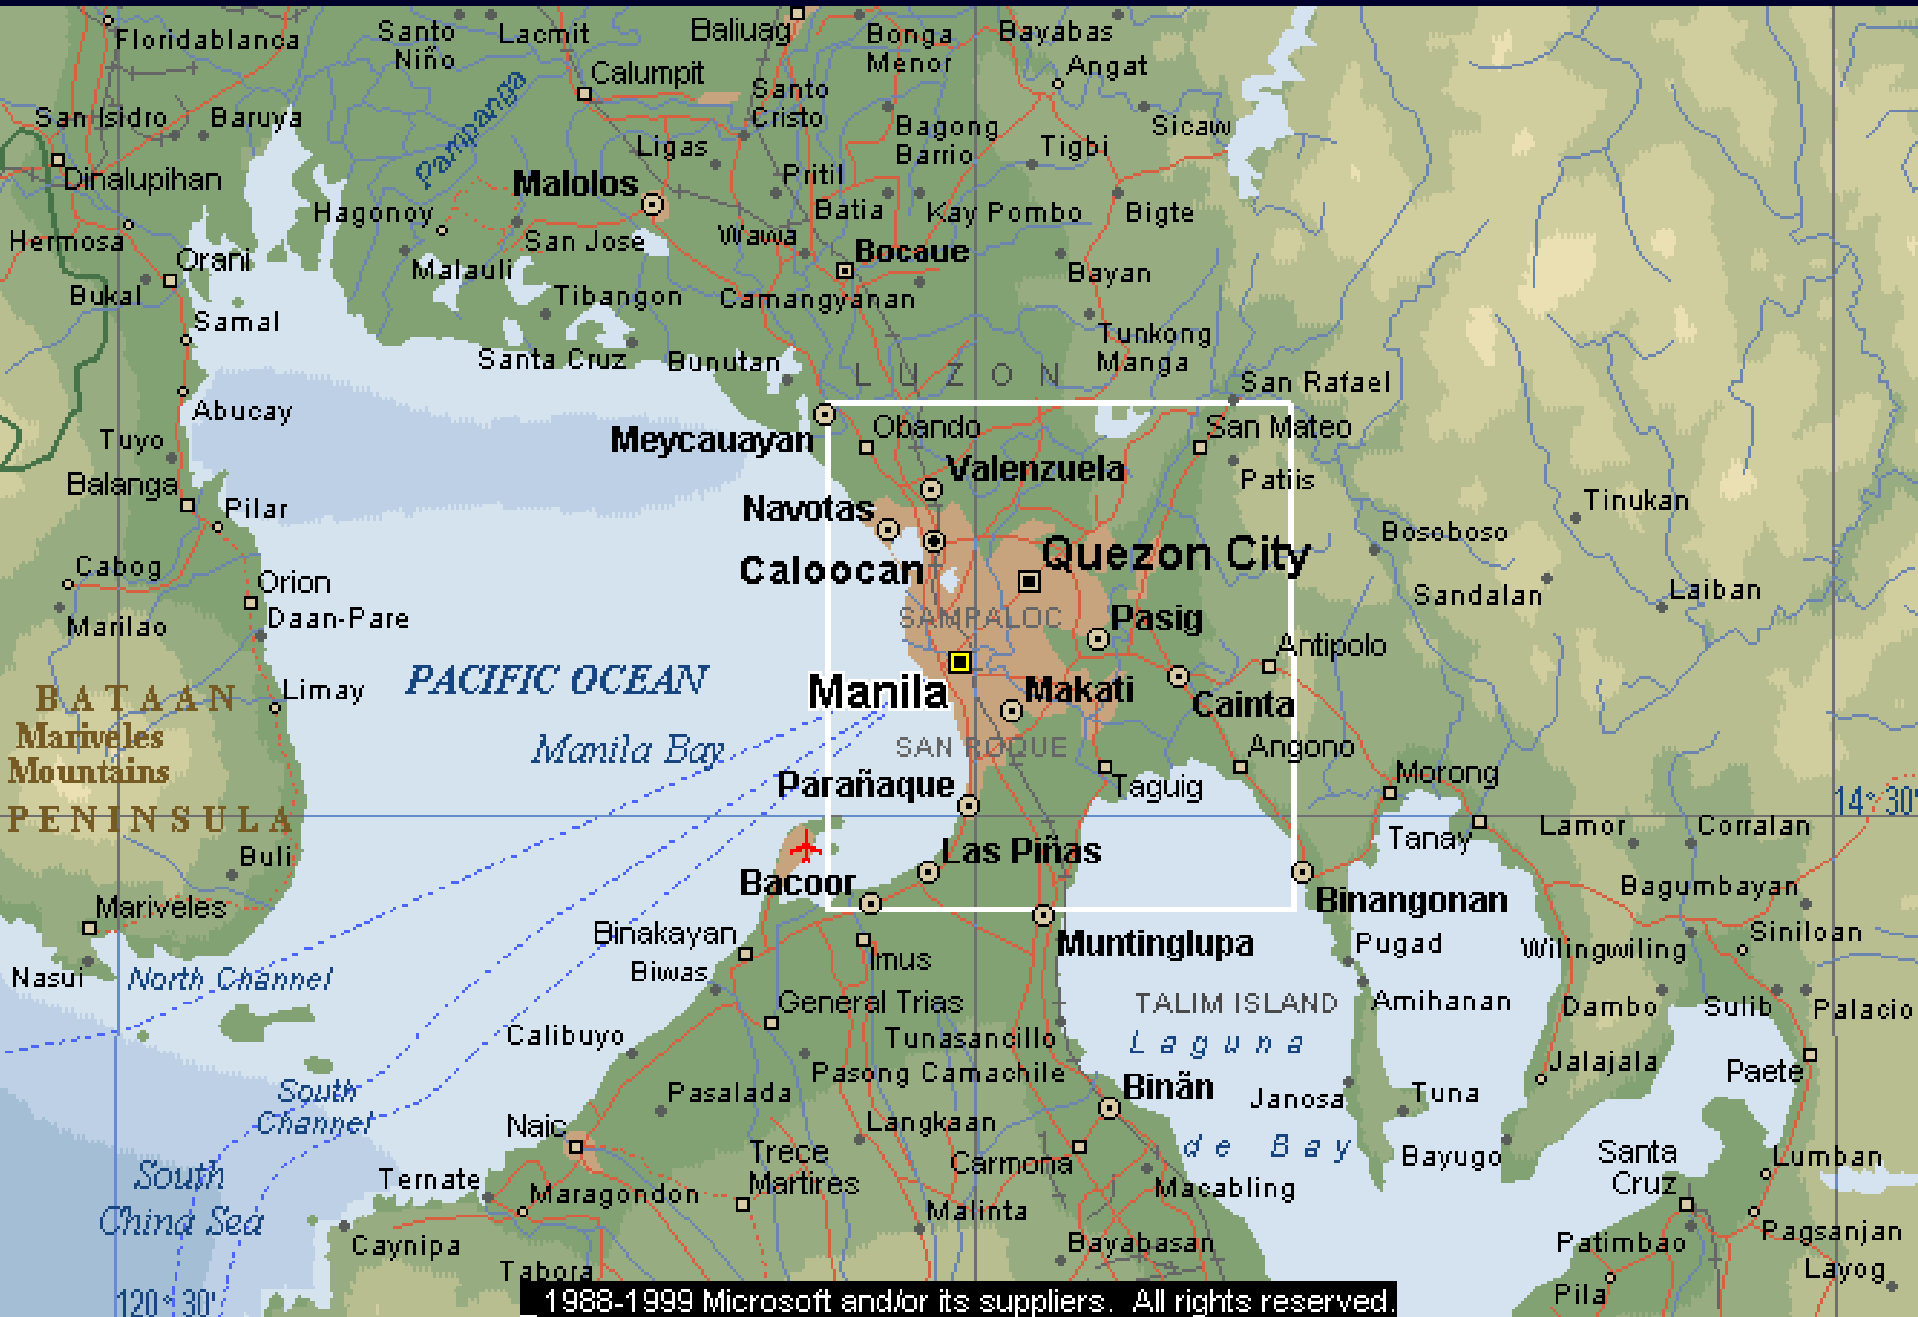 Floridablanca
Santo
Niño
Lacmit
Baliuag
Bonga
Menor
Bayabas
Angat
Calumpit
Santo
Cristo
San Isidro
Baruya
Pampanga
Ligas
Bagong
Barrio
Sicaw
Tigbi
Dinalupihan
Malolos
Pritil
Hagonoy
Batia
Kay Pombo
Bigte
Hermosa
San Jose
Wawa
Bocaue
Orani
Malauli
Bayan
Bukal
Tibangon
Camangyanan
Samal
Tunkong
Manga
Santa Cruz
Bunutan
LUZON
San Rafael
Abucay
Tuyo
Meycauayan
Obando
San Mateo
Valenzuela
Patiis
Balanga
Pilar
Navotas
Tinukan
Bosoboso
Quezon City
Cabog
Caloocan
Orion
Sandalan
Laiban
Daan-Pare
SAMPALOC
Pasig
Marilao
Antipolo
PACIFIC OCEAN
Limay
Manila
Makati
Cainta
BATAAN
Mariveles
Mountains
PENINSULA
Manila Bay
SAN ROQUE
Angono
Parañaque
Taguig
Morong
14° 30'
Tanay
Lamor
Corralan
Buli
Las Piñas
Bacoor
Bagumbayan
Mariveles
Binangonan
Binakayan
Muntinglupa
Pugad
Wilingwiling
Siniloan
Nasui
North Channel
Biwas
Imus
General Trias
TALIM ISLAND
Amihanan
Dambo
Sulib
Palacio
Calibuyo
Tunasancillo
Laguna
Jalajala
Pasong Camachile
Paete
South
Channel
Pasalada
Binãn
Janosa
Tuna
Naic
Langkaan
de Bay
Trece
Martires
Carmona
Bayugo
Santa
Cruz
Lumban
South
China Sea
Ternate
Maragondon
Macabling
Malinta
Pagsanjan
Caynipa
Bayabasan
Patimbao
Tabora
Layog
Pila
120° 30'
1988-1999 Microsoft and/or its suppliers. All rights reserved.